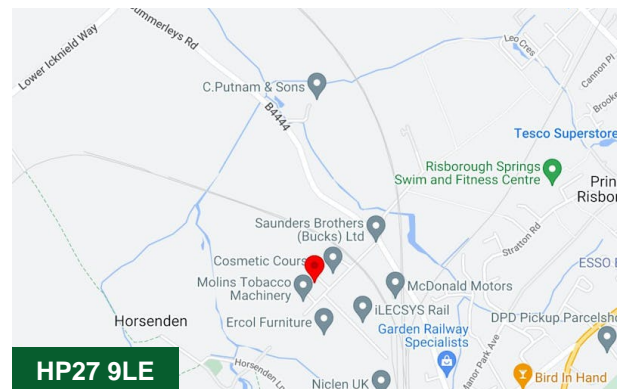 Summerleys Rd
Lower Icknield Way
Leo Cres
Cannon Pl
C.Putnam & Sons
B4444
Tesco Superstore
Risborough Springs
Swim and Fitness Centre
Prin
Risbor
Saunders Brothers
(Bucks) Ltd
Stratton Rd
Cosmetic Cours
ESSO
Molins Tobacco
Machinery
McDonald Motors
iLECSYS Rail
Horsenden
Ercol Furniture
Garden Railway
Specialists
DPD Pickup Parcelsho
Manor Park Ave
HP27 9LE
Horsenden Ln
Niclen UK
Bird In Hand